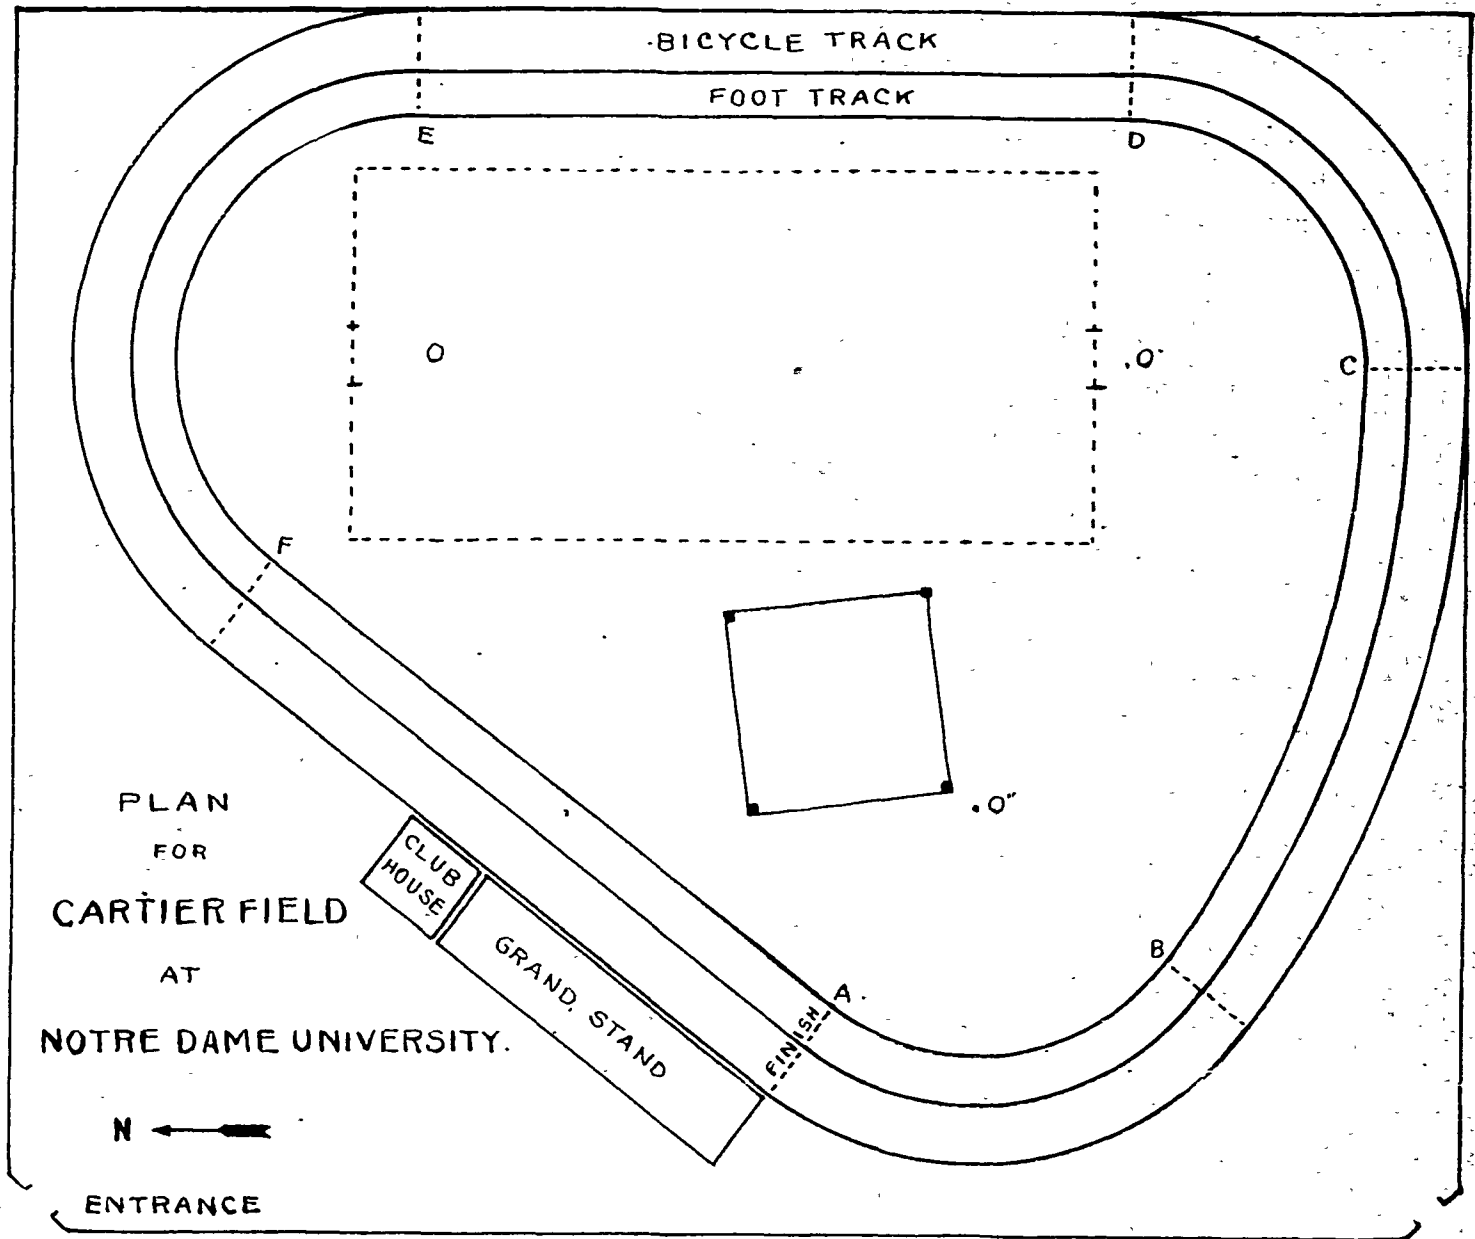 BICYCLE TRACK
FOOT TRACK
E
D
O
O'
C
F
O"
B
A
FINISH
CLUB
HOUSE
GRAND STAND
PLAN
FOR
CARTIER FIELD
AT
NOTRE DAME UNIVERSITY.
N
ENTRANCE